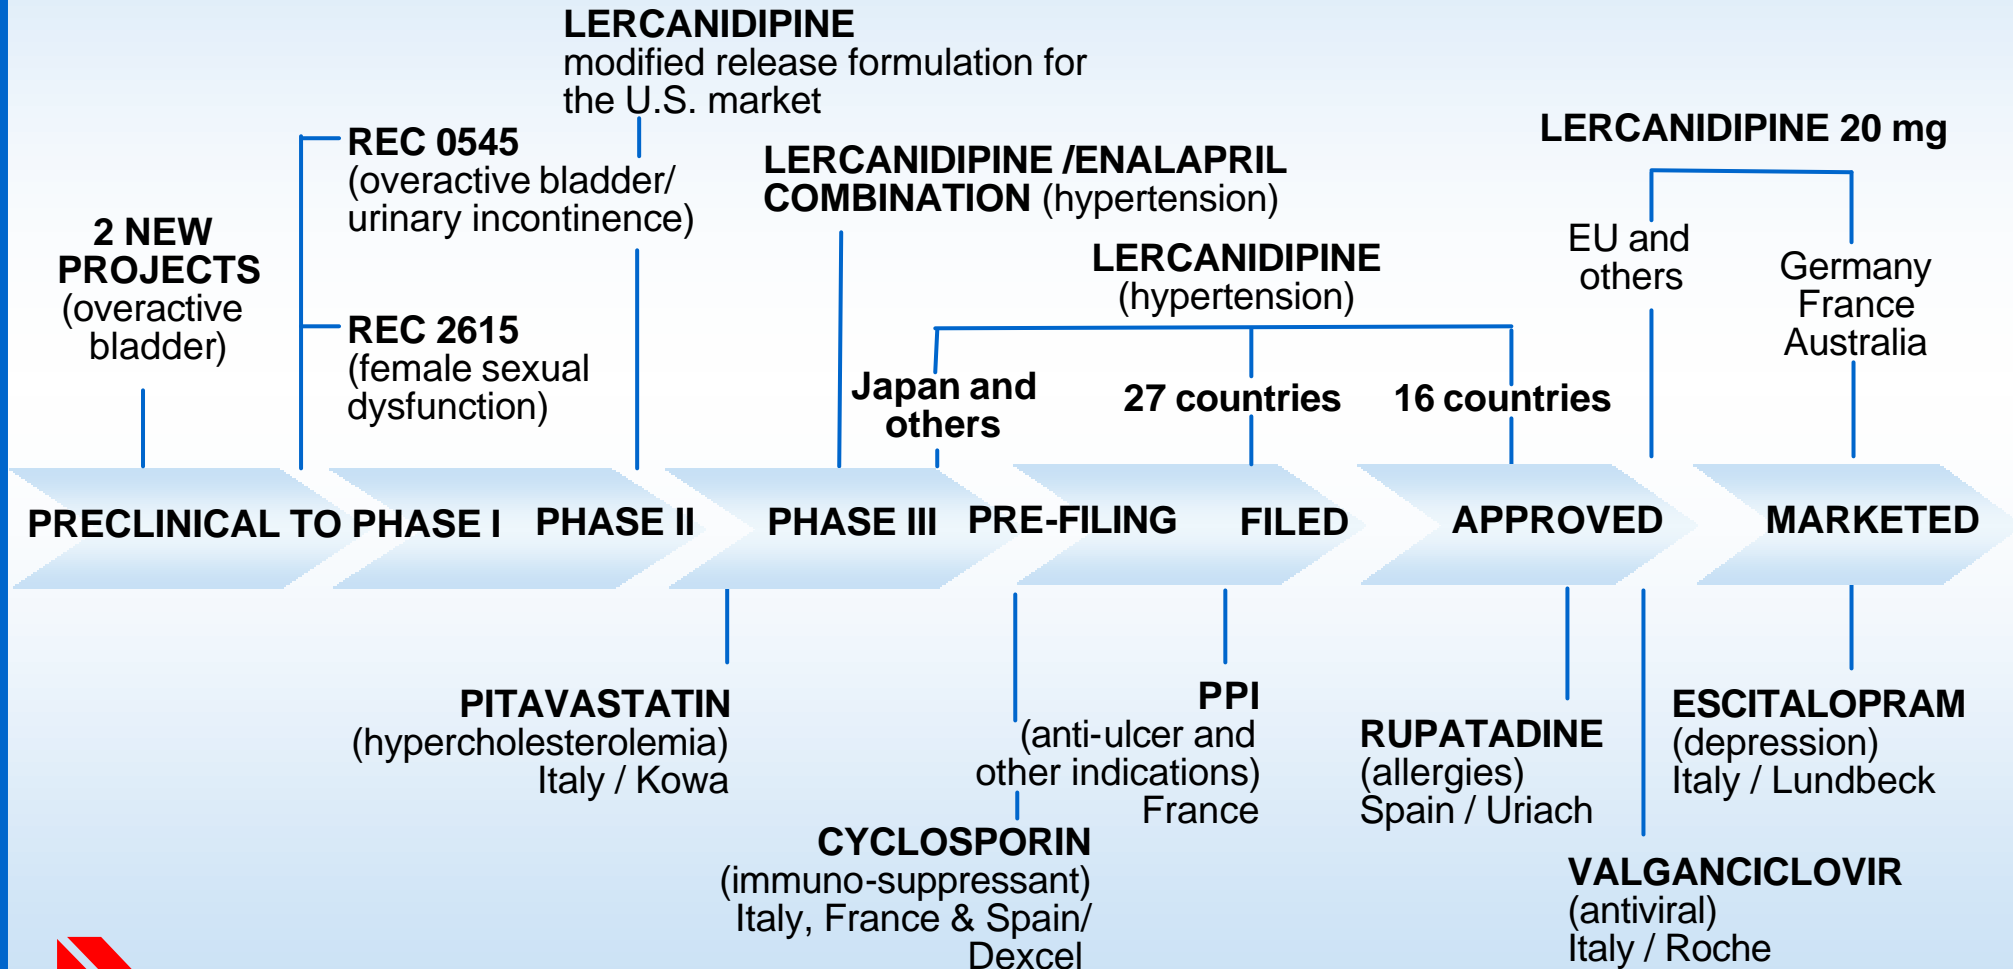 LERCANIDIPINE
modified release formulation for
the U.S. market
REC 0545
(overactive bladder/
urinary incontinence)
2 NEW
PROJECTS
(overactive
bladder)
REC 2615
(female sexual
dysfunction)
LERCANIDIPINE /ENALAPRIL
COMBINATION (hypertension)
LERCANIDIPINE
(hypertension)
Japan and
others
27 countries
16 countries
LERCANIDIPINE 20 mg
EU and
others
Germany
France
Australia
PRECLINICAL TO PHASE I
PHASE II
PHASE III
PRE-FILING
FILED
APPROVED
MARKETED
PITAVASTATIN
(hypercholesterolemia)
Italy / Kowa
CYCLOSPORIN
(immuno-suppressant)
Italy, France & Spain/
Dexcel
PPI
(anti-ulcer and
other indications)
France
RUPATADINE
(allergies)
Spain / Uriach
VALGANCICLOVIR
(antiviral)
Italy / Roche
ESCITALOPRAM
(depression)
Italy / Lundbeck